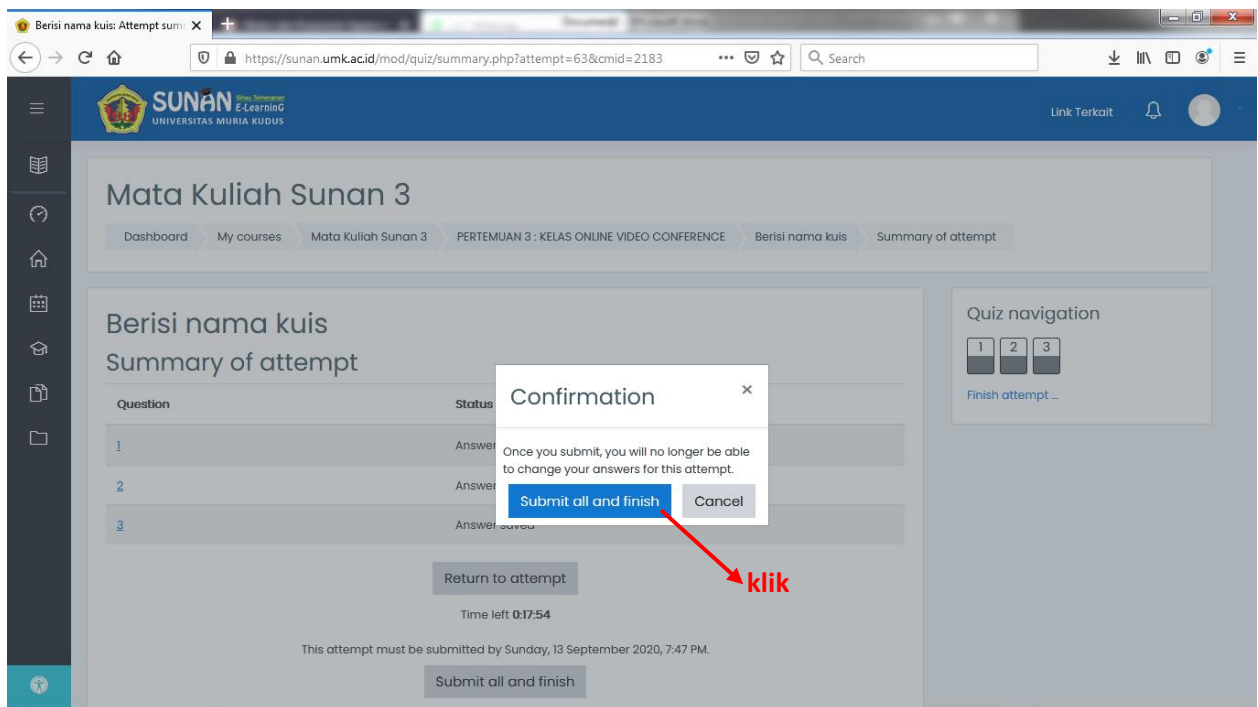 Berisi nama kuis: Attempt sum
https://sunan.umk.ac.id/mod/quiz/summary.php?attempt=63&cmid=2183
Search
SUNAN Sinau Temenanan
E-Learning
UNIVERSITAS MURIA KUDUS
Link Terkait
Mata Kuliah Sunan 3
Dashboard My courses Mata Kuliah Sunan 3 PERTEMUAN 3 : KELAS ONLINE VIDEO CONFERENCE Berisi nama kuis Summary of attempt
Berisi nama kuis
Summary of attempt
Question Status
1 Answer
2 Answer
3 Answer saved
Confirmation ×
Once you submit, you will no longer be able
to change your answers for this attempt.
Submit all and finish Cancel
klik
Return to attempt
Time left 0:17:54
This attempt must be submitted by Sunday, 13 September 2020, 7:47 PM.
Submit all and finish
Quiz navigation
1 2 3
Finish attempt ...